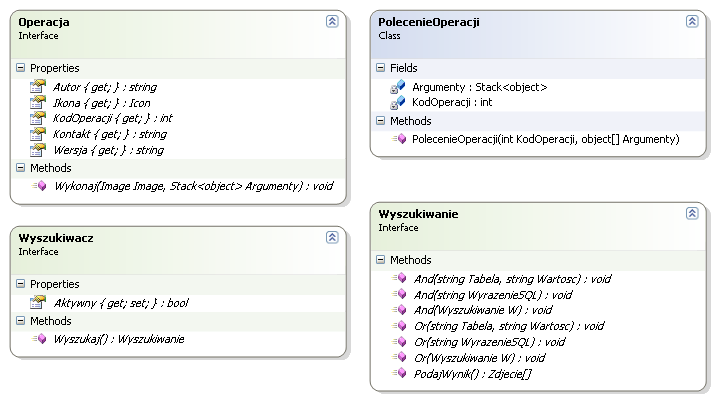 Operacja
Interface
Properties
Autor { get; } : string
Ikona { get; } : Icon
KodOperacji { get; } : int
Kontakt { get; } : string
Wersja { get; } : string
Methods
Wykonaj(Image Image, Stack<object> Argumenty) : void
PolecenieOperacji
Class
Fields
Argumenty : Stack<object>
KodOperacji : int
Methods
PolecenieOperacji(int KodOperacji, object[] Argumenty)
Wyszukiwacz
Interface
Properties
Aktywny { get; set; } : bool
Methods
Wyszukaj() : Wyszukiwanie
Wyszukiwanie
Interface
Methods
And(string Tabela, string Wartosc) : void
And(string WyrazenieSQL) : void
And(Wyszukiwanie W) : void
Or(string Tabela, string Wartosc) : void
Or(string WyrazenieSQL) : void
Or(Wyszukiwanie W) : void
PodajWynik() : Zdjecie[]